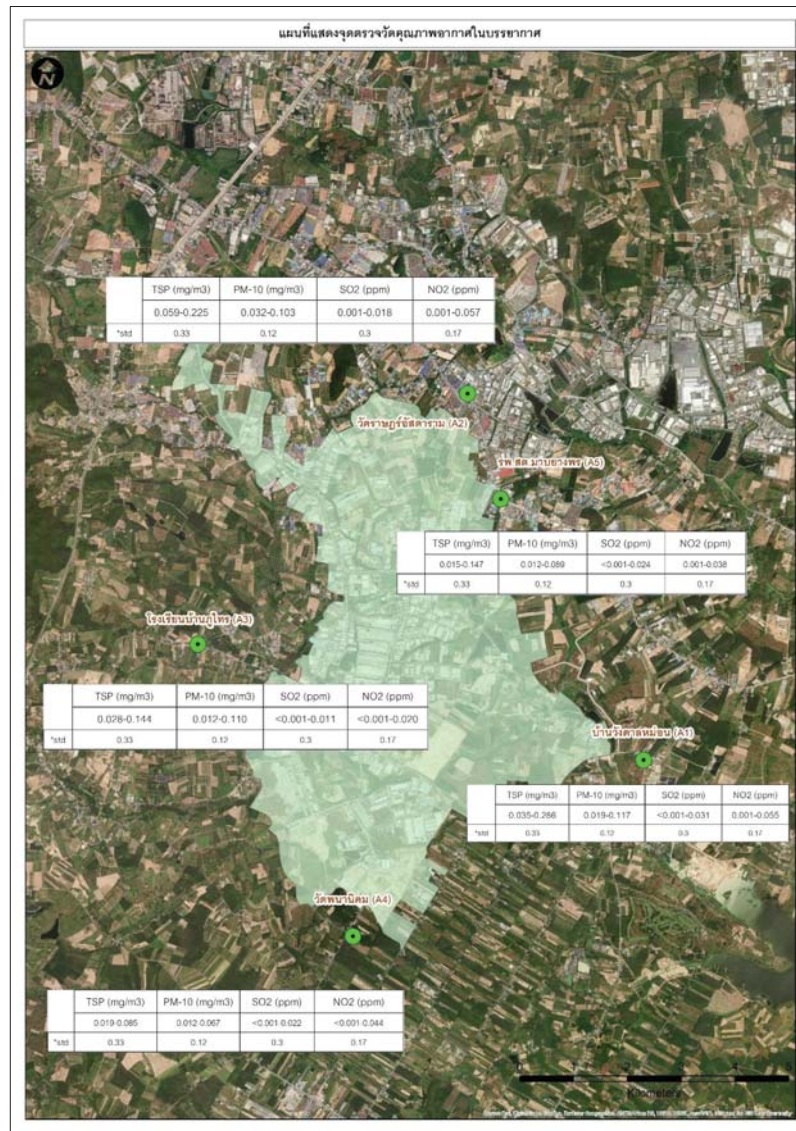 แผนที่แสดงจุดตรวจวัดคุณภาพอากาศในบรรยากาศ
N
TSP (mg/m3) PM-10 (mg/m3) SO2 (ppm) NO2 (ppm)
0.059-0.225 0.032-0.103 0.001-0.018 0.001-0.057
*std 0.33 0.12 0.3 0.17
วัดราษฎร์อัสดาราม (A2)
รพ.สต.มาบยางพร (A5)
TSP (mg/m3) PM-10 (mg/m3) SO2 (ppm) NO2 (ppm)
0.015-0.147 0.012-0.089 <0.001-0.024 0.001-0.038
*std 0.33 0.12 0.3 0.17
โรงเรียนบ้านภูไทร (A3)
TSP (mg/m3) PM-10 (mg/m3) SO2 (ppm) NO2 (ppm)
0.028-0.144 0.012-0.110 <0.001-0.011 <0.001-0.020
*std 0.33 0.12 0.3 0.17
บ้านวังตาลหม่อน (A1)
TSP (mg/m3) PM-10 (mg/m3) SO2 (ppm) NO2 (ppm)
0.035-0.286 0.019-0.117 <0.001-0.031 0.001-0.055
*std 0.33 0.12 0.3 0.17
วัดพนานิคม (A4)
TSP (mg/m3) PM-10 (mg/m3) SO2 (ppm) NO2 (ppm)
0.019-0.085 0.012-0.067 <0.001-0.022 <0.001-0.044
*std 0.33 0.12 0.3 0.17
0 1 2 4 6
Kilometers